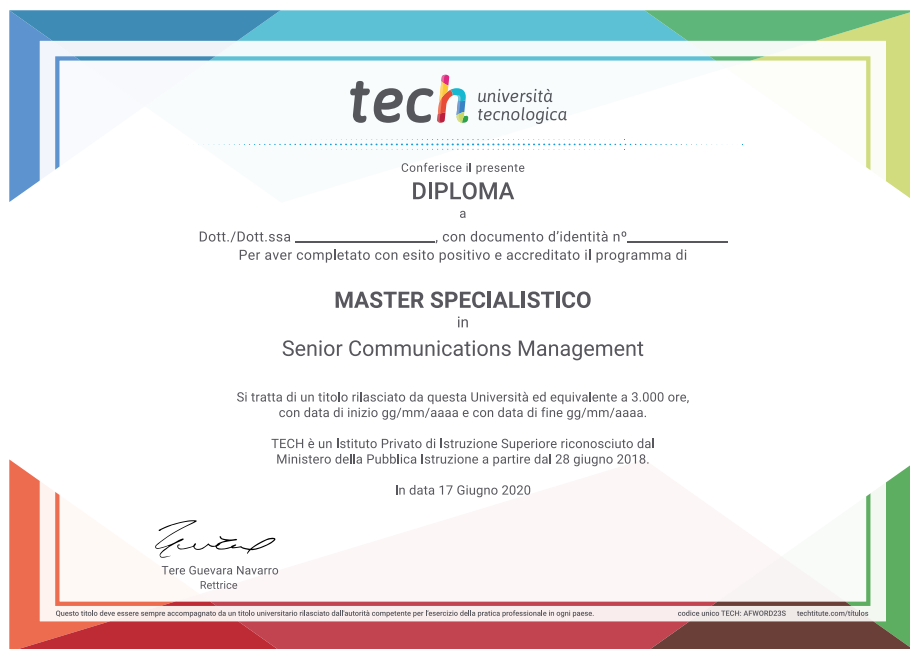 tech università
tecnologica
Conferisce il presente
DIPLOMA
a
Dott./Dott.ssa ____________________, con documento d'identità nº______________
Per aver completato con esito positivo e accreditato il programma di
MASTER SPECIALISTICO
in
Senior Communications Management
Si tratta di un titolo rilasciato da questa Università ed equivalente a 3.000 ore,
con data di inizio gg/mm/aaaa e con data di fine gg/mm/aaaa.
TECH è un Istituto Privato di Istruzione Superiore riconosciuto dal
Ministero della Pubblica Istruzione a partire dal 28 giugno 2018.
In data 17 Giugno 2020
Tere Guevara Navarro
Rettrice
Questo titolo deve essere sempre accompagnato da un titolo universitario rilasciato dall'autorità competente per l'esercizio della pratica professionale in ogni paese. codice unico TECH: AFWORD23S techtitute.com/titulos